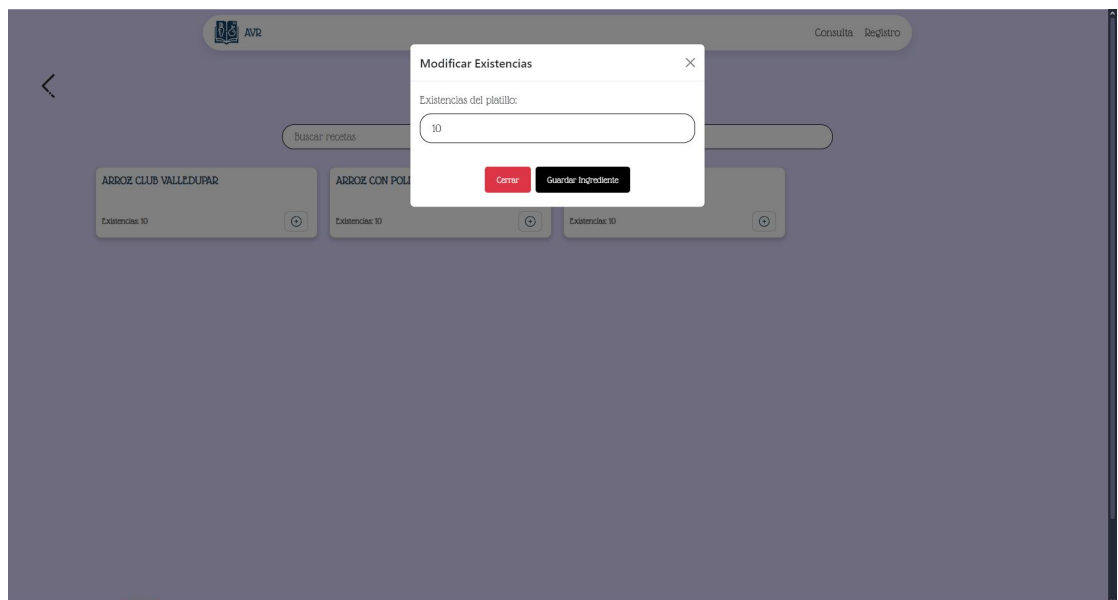 AVR
Consulta Registro
Modificar Existencias
Existencias del platillo:
10
Buscar recetas
Cerrar Guardar Ingrediente
ARROZ CLUB VALLEDUPAR
ARROZ CON
Existencias: 10
Existencias: 10
Existencias: 10